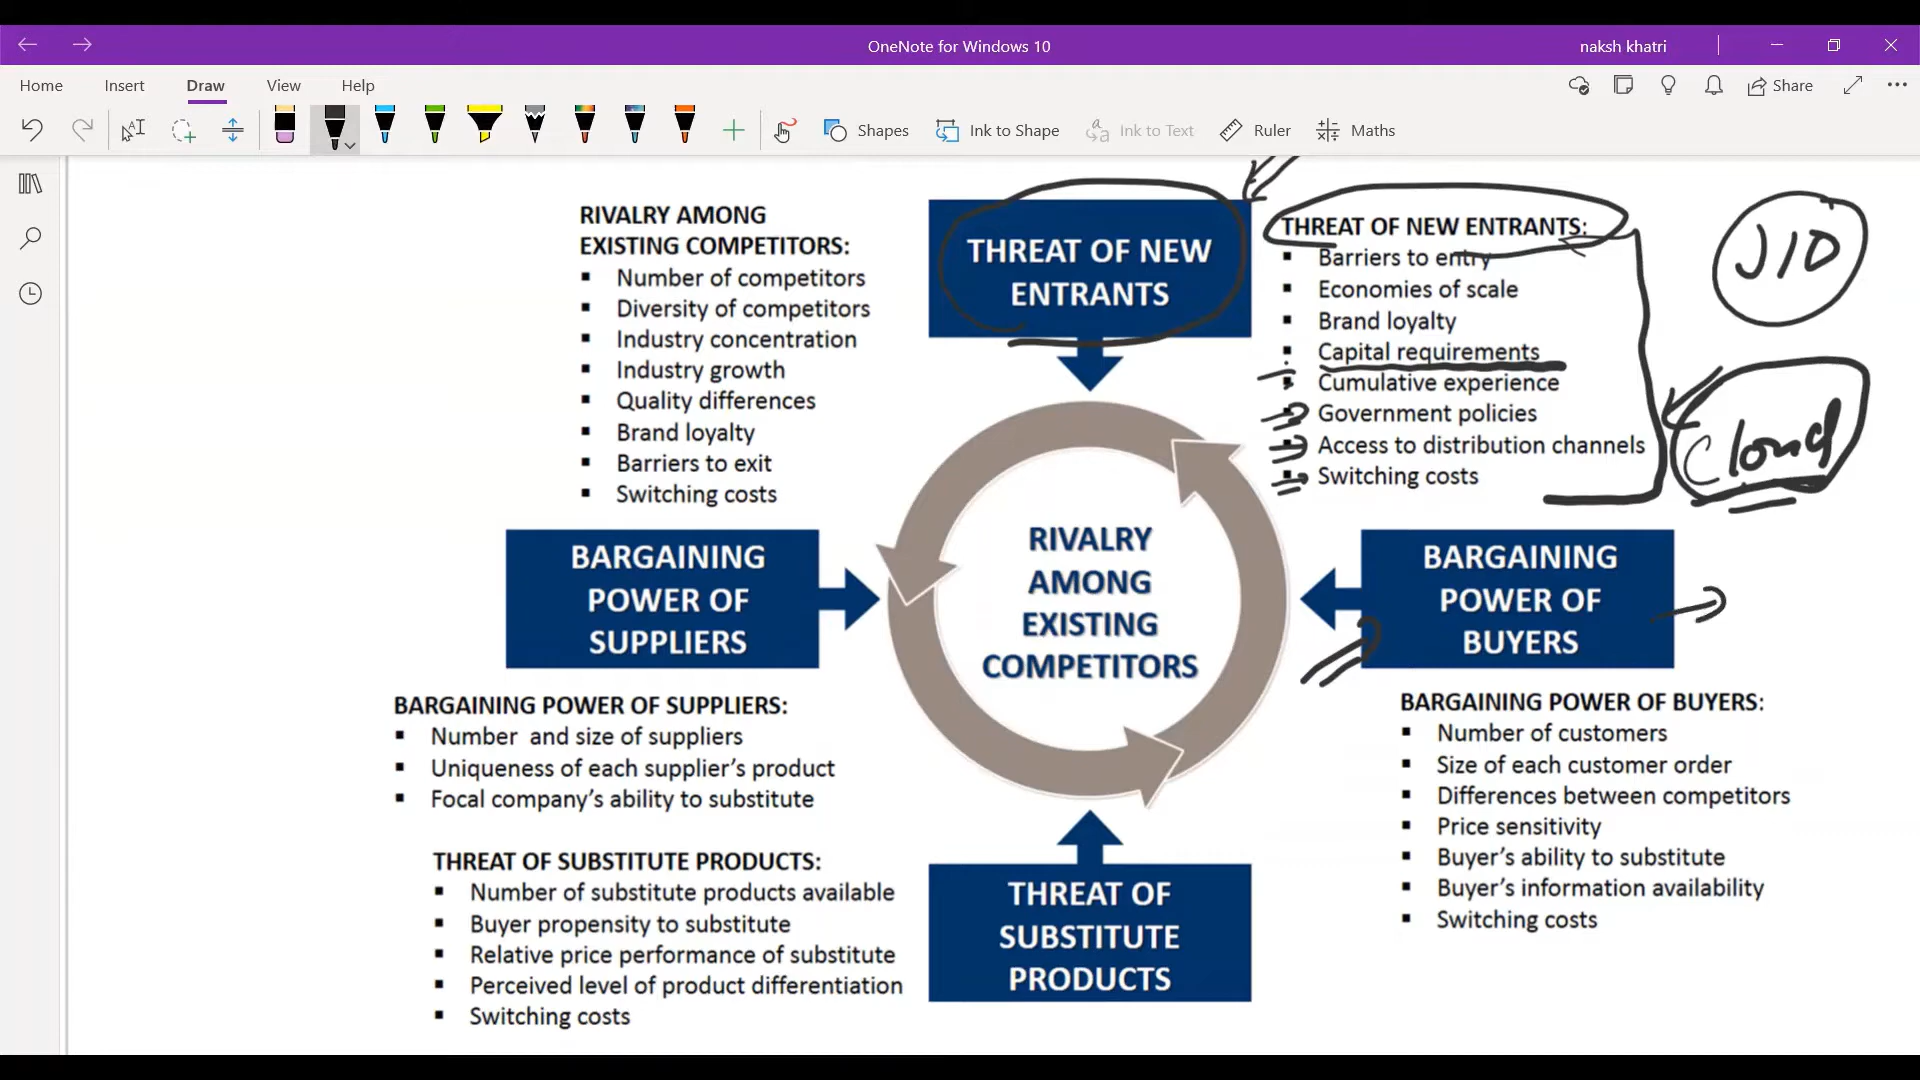 OneNote for Windows 10
naksh khatri
Home
Insert
Draw
View
Help
Share
Shapes
Ink to Shape
Ink to Text
Ruler
Maths
RIVALRY AMONG
EXISTING COMPETITORS:
Number of competitors
Diversity of competitors
Industry concentration
Industry growth
Quality differences
Brand loyalty
Barriers to exit
Switching costs
THREAT OF NEW
ENTRANTS
THREAT OF NEW ENTRANTS:
Barriers to entry
Economies of scale
Brand loyalty
Capital requirements
Cumulative experience
Government policies
Access to distribution channels
Switching costs
JIO
Cloud
BARGAINING
POWER OF
SUPPLIERS
RIVALRY
AMONG
EXISTING
COMPETITORS
BARGAINING
POWER OF
BUYERS
BARGAINING POWER OF SUPPLIERS:
Number and size of suppliers
Uniqueness of each supplier's product
Focal company's ability to substitute
BARGAINING POWER OF BUYERS:
Number of customers
Size of each customer order
Differences between competitors
Price sensitivity
Buyer's ability to substitute
Buyer's information availability
Switching costs
THREAT OF SUBSTITUTE PRODUCTS:
Number of substitute products available
Buyer propensity to substitute
Relative price performance of substitute
Perceived level of product differentiation
Switching costs
THREAT OF
SUBSTITUTE
PRODUCTS